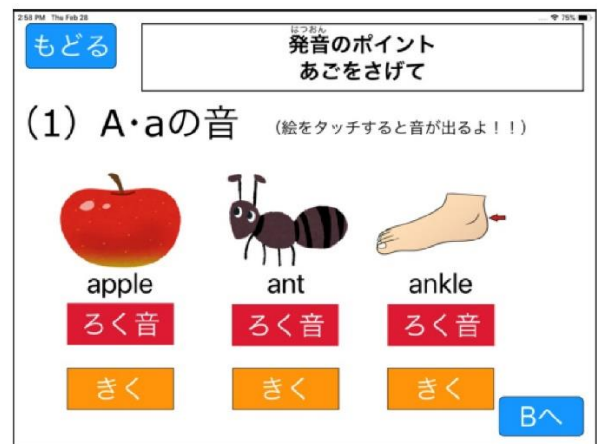 2:58 PM Thu Feb 28
75%
もどる
はつおん
発音のポイント
あごをさげて
(1) A･aの音 (絵をタッチすると音が出るよ！！)
apple ant ankle
ろく音 ろく音 ろく音
きく きく きく
Bへ